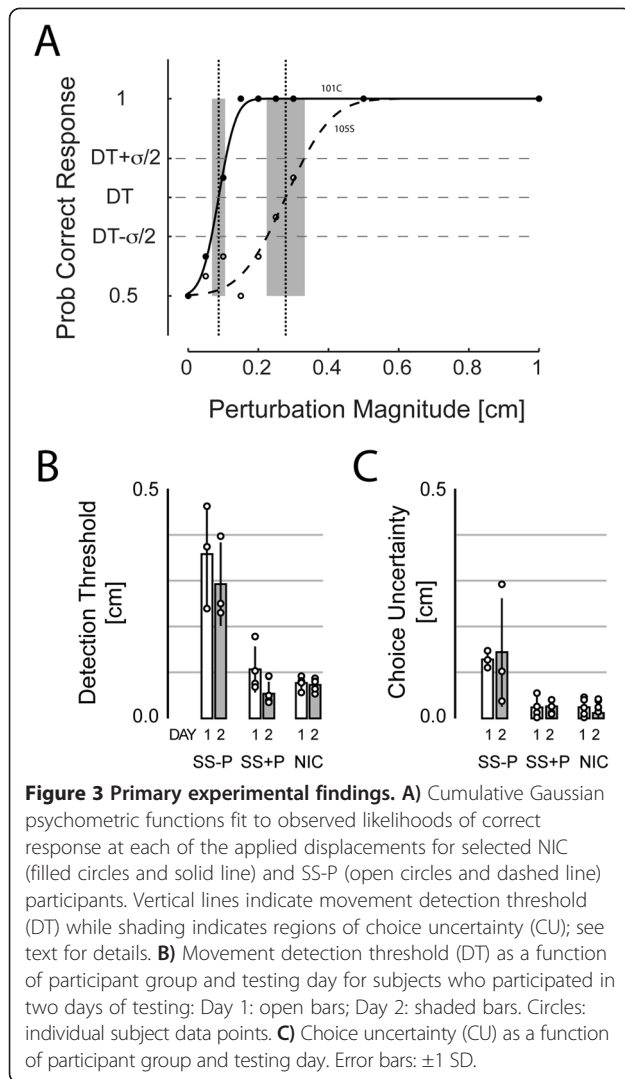 A
Prob Correct Response
1
DT+σ/2
DT
DT-σ/2
0.5
101C
105S
0 0.2 0.4 0.6 0.8 1
Perturbation Magnitude [cm]
B
Detection Threshold
[cm]
0.5
0.0
DAY 1 2 1 2 1 2
SS-P SS+P NIC
C
Choice Uncertainty
[cm]
0.5
0.0
1 2 1 2 1 2
SS-P SS+P NIC
Figure 3 Primary experimental findings. A) Cumulative Gaussian
psychometric functions fit to observed likelihoods of correct
response at each of the applied displacements for selected NIC
(filled circles and solid line) and SS-P (open circles and dashed line)
participants. Vertical lines indicate movement detection threshold
(DT) while shading indicates regions of choice uncertainty (CU); see
text for details. B) Movement detection threshold (DT) as a function
of participant group and testing day for subjects who participated in
two days of testing: Day 1: open bars; Day 2: shaded bars. Circles:
individual subject data points. C) Choice uncertainty (CU) as a function
of participant group and testing day. Error bars: ±1 SD.